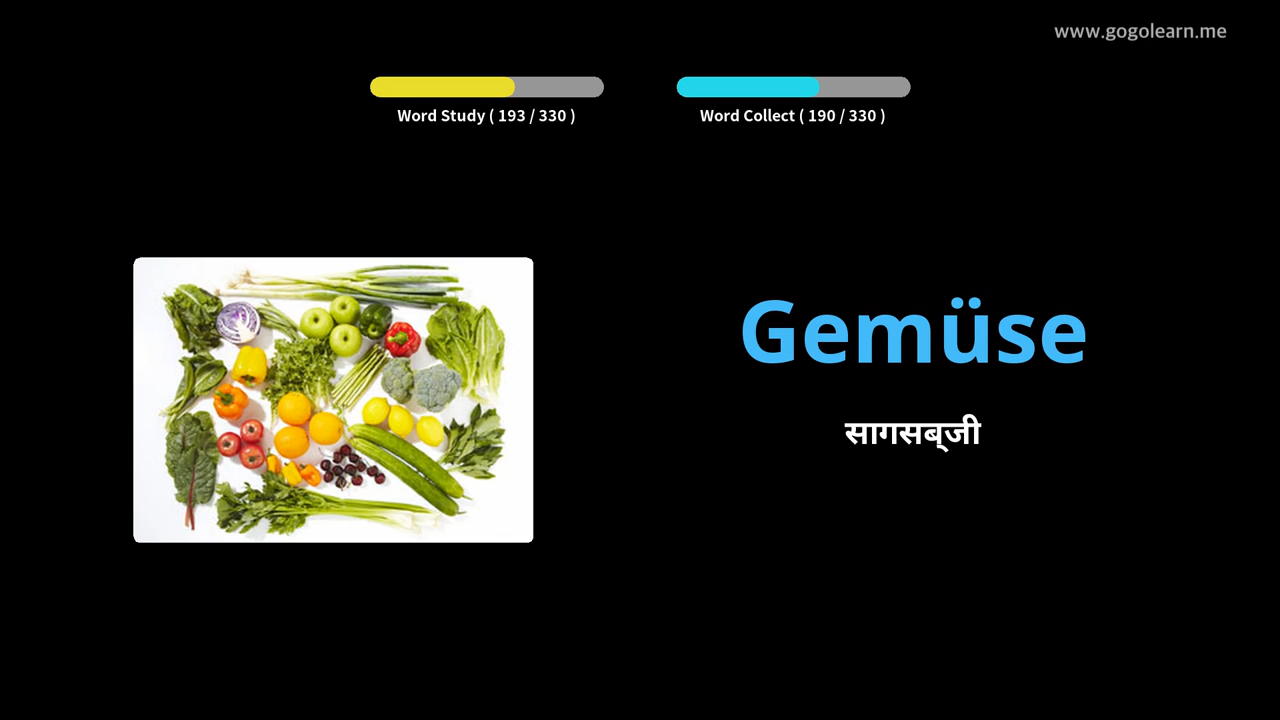 www.gogolearn.me
Word Study ( 193 / 330 )
Word Collect ( 190 / 330 )
Gemüse
सागसब्जी